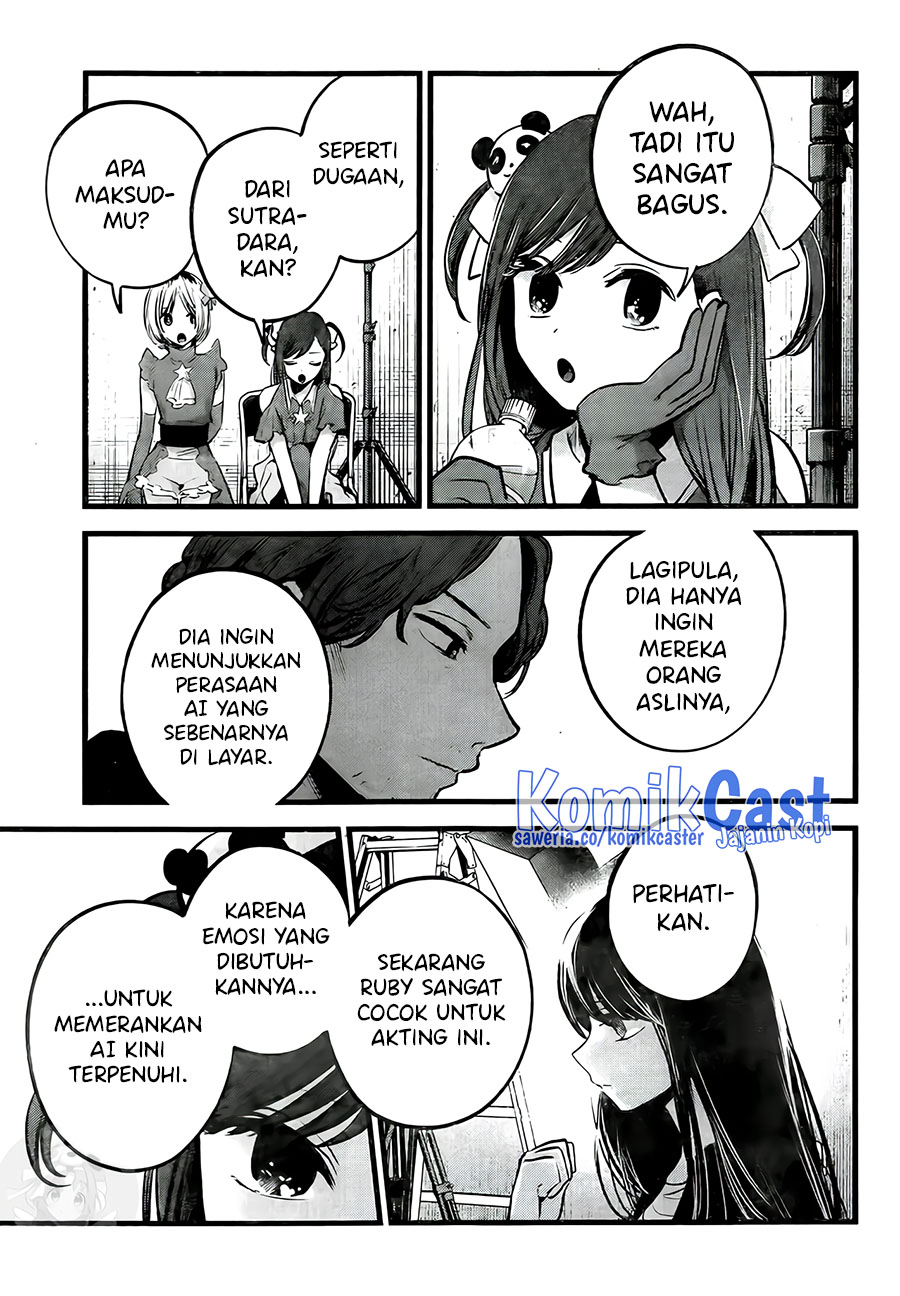 WAH,
TADI ITU
SANGAT
BAGUS.
SEPERTI
DUGAAN,
DARI
SUTRA-
DARA,
KAN?
APA
MAKSUD-
MU?
LAGIPULA,
DIA HANYA
INGIN
MEREKA
ORANG
ASLINYA,
DIA INGIN
MENUNJUKKAN
PERASAAN
AI YANG
SEBENARNYA
DI LAYAR.
KomikCast
saweria.co/komikcaster Jajanin Kopi
PERHATI-
KAN.
SEKARANG
RUBY SANGAT
COCOK UNTUK
AKTING INI.
KARENA
EMOSI YANG
DIBUTUH-
KANNYA...
...UNTUK
MEMERANKAN
AI KINI
TERPENUHI.